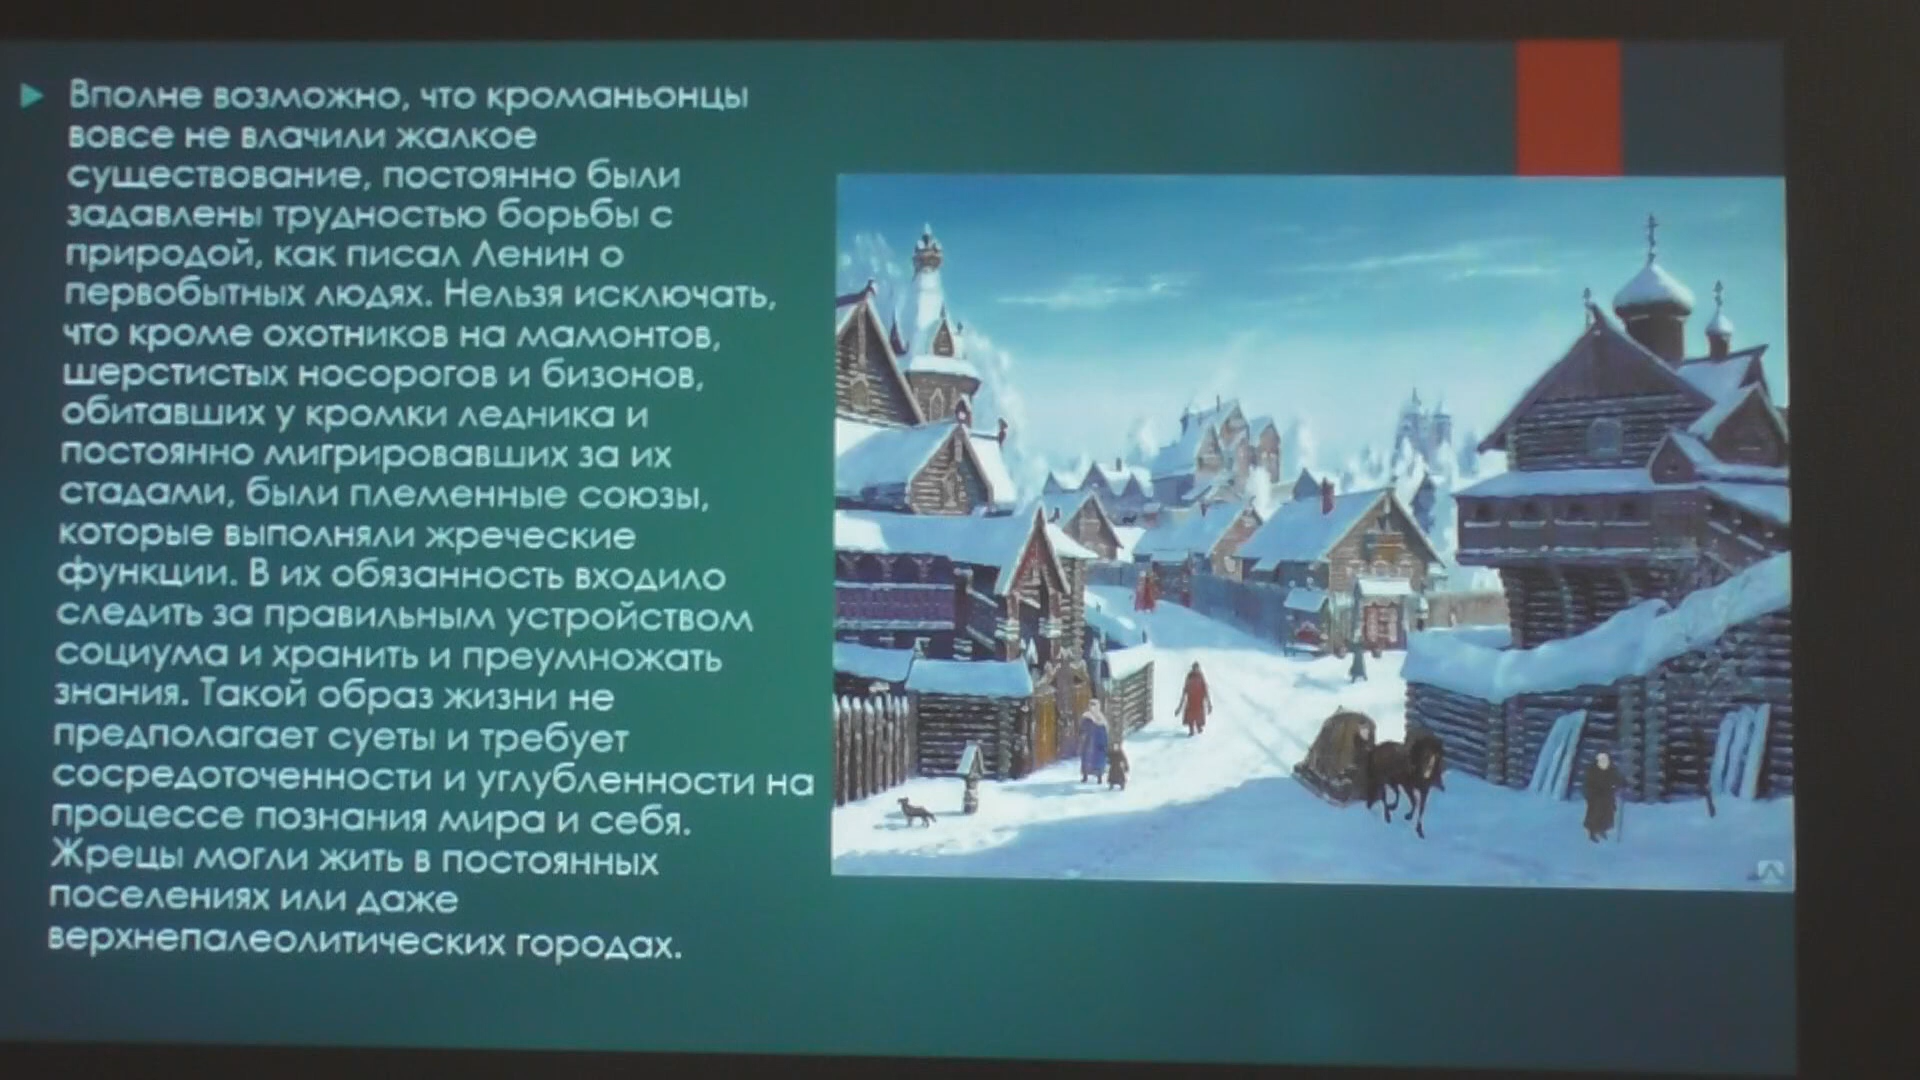 Вполне возможно, что кроманьонцы
вовсе не влачили жалкое
существование, постоянно были
задавлены трудностью борьбы с
природой, как писал Ленин о
первобытных людях. Нельзя исключать,
что кроме охотников на мамонтов,
шерстистых носорогов и бизонов,
обитавших у кромки ледника и
постоянно мигрировавших за их
стадами, были племенные союзы,
которые выполняли жреческие
функции. В их обязанность входило
следить за правильным устройством
социума и хранить и преумножать
знания. Такой образ жизни не
предполагает суеты и требует
сосредоточенности и углубленности на
процессе познания мира и себя.
Жрецы могли жить в постоянных
поселениях или даже
верхнепалеолитических городах.